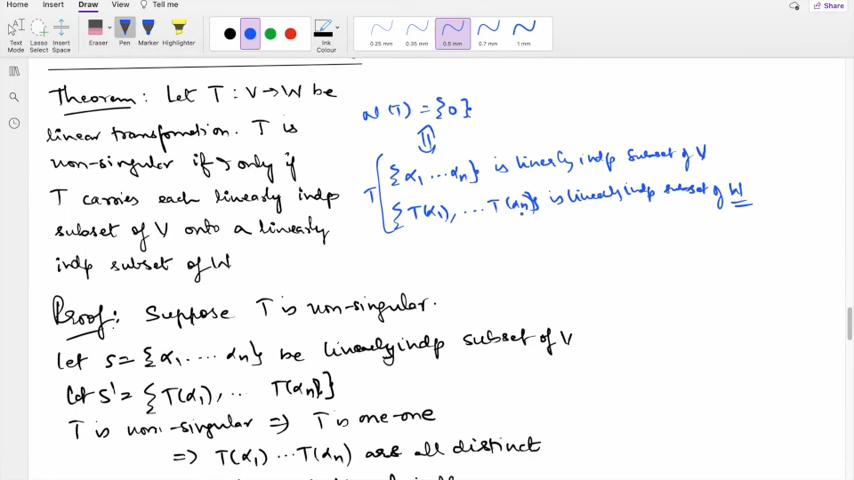 Home Insert Draw View Tell me
Share
Text Mode
Lasso Select
Insert Space
Eraser
Pen
Marker
Highlighter
Ink Colour
0.25 mm
0.35 mm
0.5 mm
0.7 mm
1 mm
Theorem : Let T : V→W be
linear transformation. T is
non-singular if & only if
T carries each linearly indp
subset of V onto a linearly
indp subset of W
N(T) = {0}
⇕
T { {α1 ... αn} is linearly indp subset of V
{T(α1), ... T(αn)} is linearly indp subset of W
Proof : Suppose T is non-singular.
Let S = {α1 .... αn} be linearly indp subset of V
Let S' = {T(α1), .. T(αn)}
T is non-singular ⇒ T is one-one
⇒ T(α1) ... T(αn) are all distinct